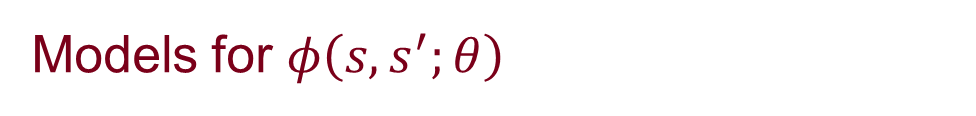 Models for 𝜙(𝑠, 𝑠′; 𝜃)